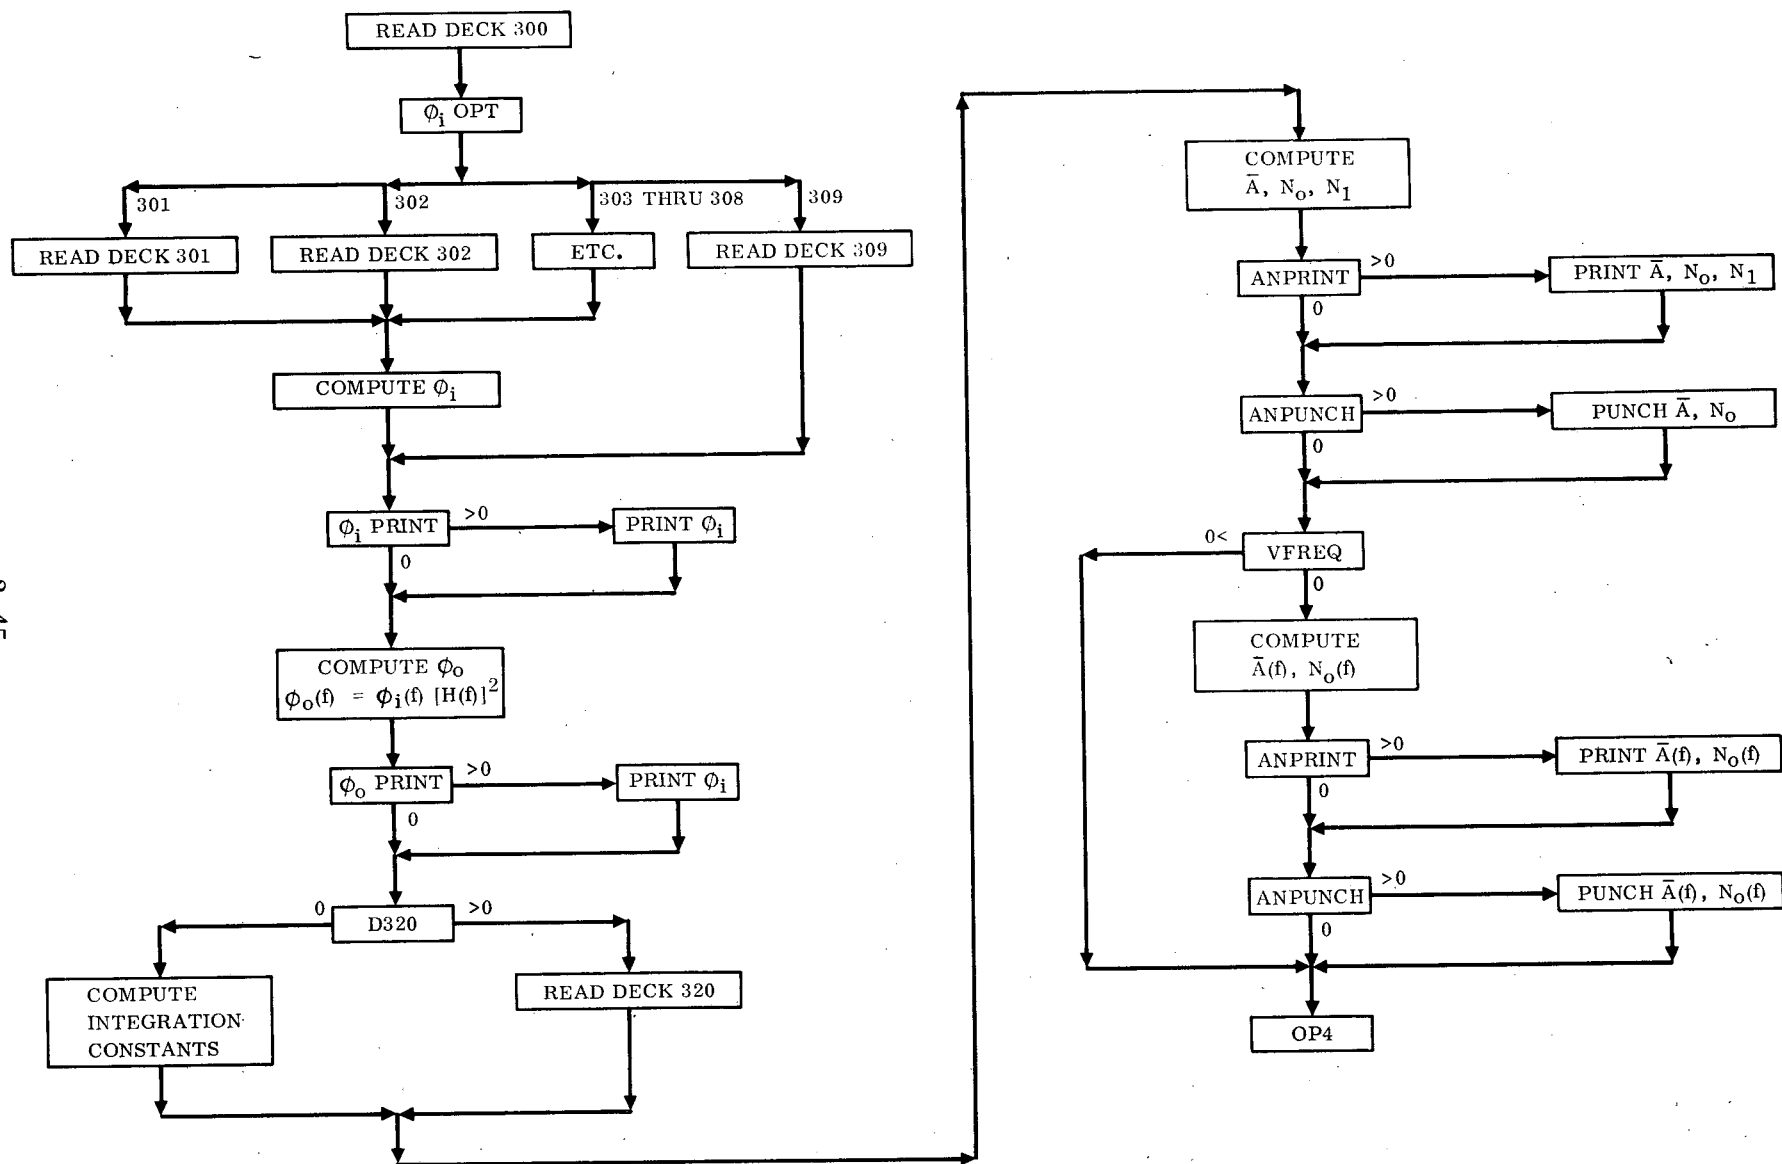 READ DECK 300
ϕi OPT
301
302
303 THRU 308
309
READ DECK 301
READ DECK 302
ETC.
READ DECK 309
COMPUTE ϕi
ϕi PRINT
>0
PRINT ϕi
0
COMPUTE ϕo
ϕo(f) = ϕi(f) [H(f)]²
ϕo PRINT
>0
PRINT ϕi
0
0
D320
>0
COMPUTE
INTEGRATION
CONSTANTS
READ DECK 320
COMPUTE
Ā, No, N1
ANPRINT
>0
PRINT Ā, No, N1
0
ANPUNCH
>0
PUNCH Ā, No
0
0<
VFREQ
0
COMPUTE
Ā(f), No(f)
ANPRINT
>0
PRINT Ā(f), No(f)
0
ANPUNCH
>0
PUNCH Ā(f), No(f)
0
OP4